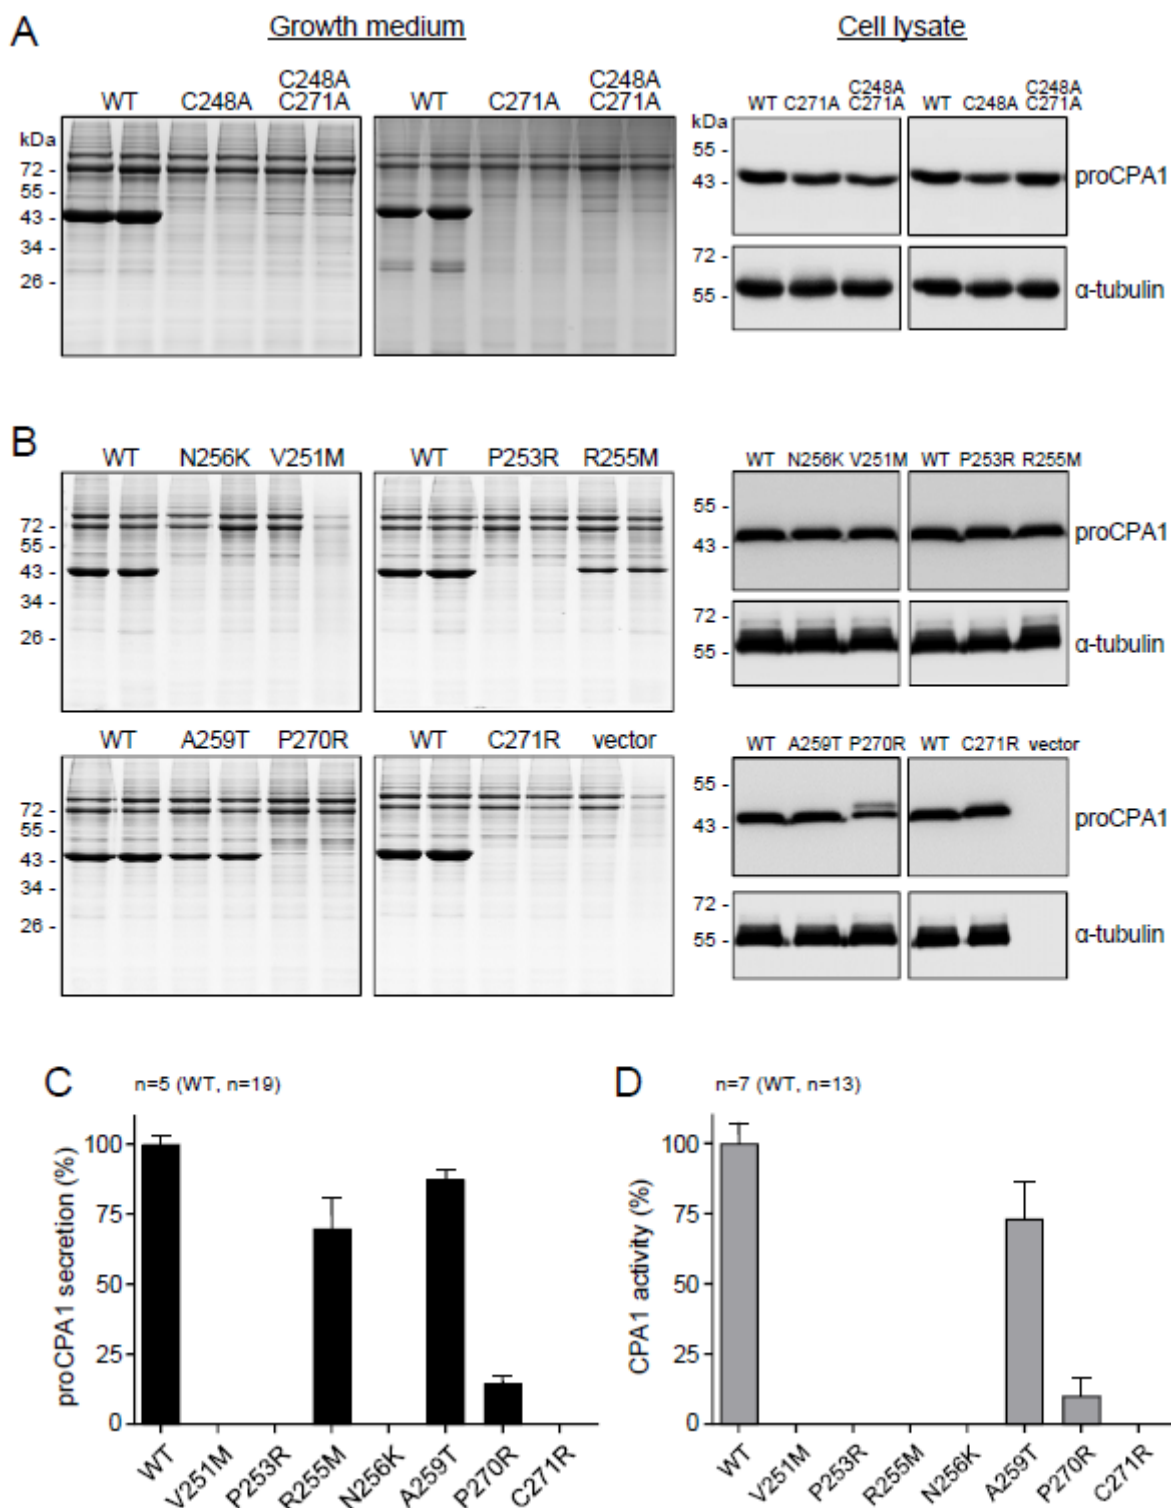 A
Growth medium
Cell lysate
WT C248A C248A C271A
WT C271A C248A C271A
WT C271A C248A C271A
WT C248A C248A C271A
kDa
72 -
55 -
43 -
34 -
26 -
kDa
55 -
43 -
proCPA1
72 -
55 -
α-tubulin
B
WT N256K V251M
WT P253R R255M
WT N256K V251M
WT P253R R255M
72 -
55 -
43 -
34 -
26 -
55 -
43 -
proCPA1
72 -
55 -
α-tubulin
WT A259T P270R
WT C271R vector
WT A259T P270R
WT C271R vector
72 -
55 -
43 -
34 -
26 -
55 -
43 -
proCPA1
72 -
55 -
α-tubulin
C
n=5 (WT, n=19)
proCPA1 secretion (%)
100
75
50
25
0
WT
V251M
P253R
R255M
N256K
A259T
P270R
C271R
D
n=7 (WT, n=13)
CPA1 activity (%)
100
75
50
25
0
WT
V251M
P253R
R255M
N256K
A259T
P270R
C271R